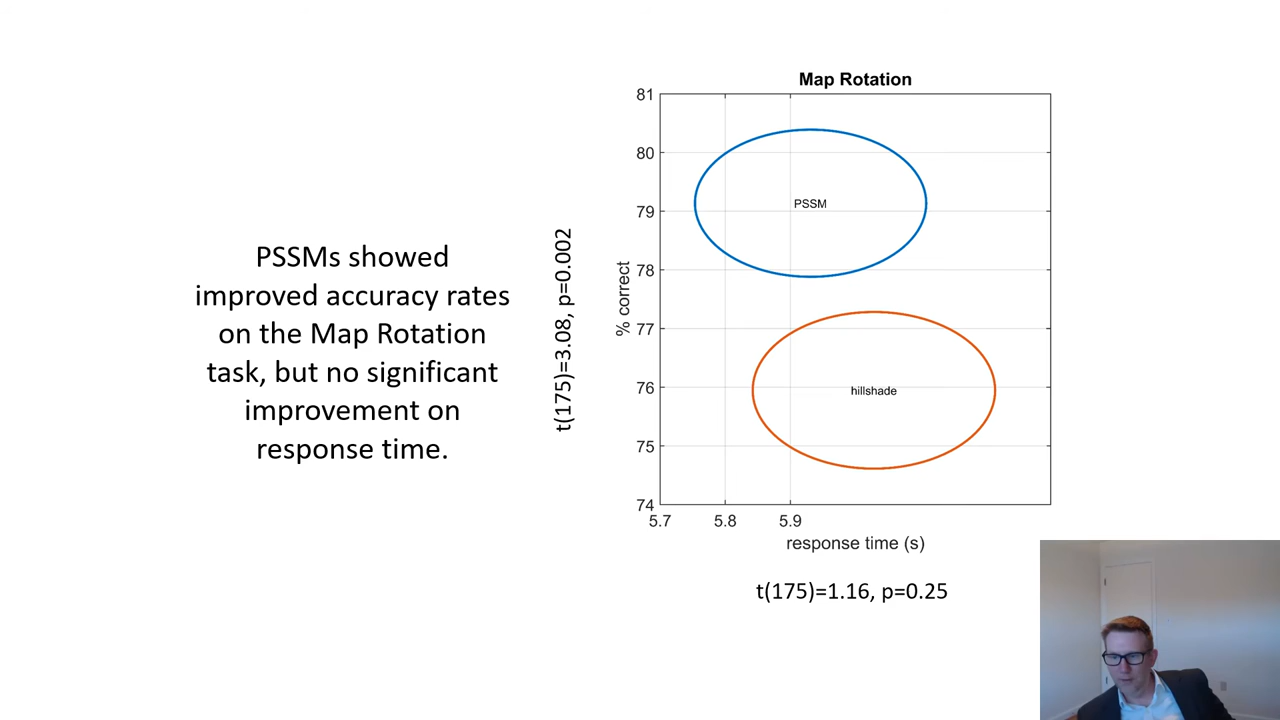 PSSMs showed
improved accuracy rates
on the Map Rotation
task, but no significant
improvement on
response time.
t(175)=3.08, p=0.002
Map Rotation
% correct
81
80
79
78
77
76
75
74
PSSM
hillshade
5.7 5.8 5.9
response time (s)
t(175)=1.16, p=0.25